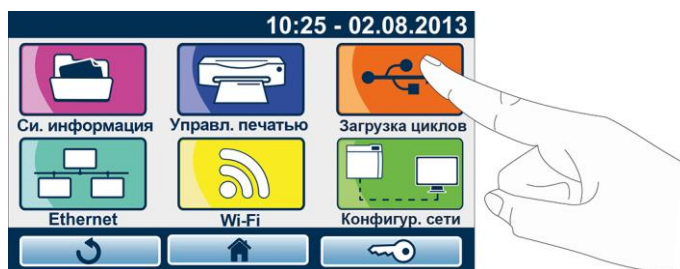 10:25 - 02.08.2013
Си. информация Управл. печатью Загрузка циклов
Ethernet Wi-Fi Конфигур. сети